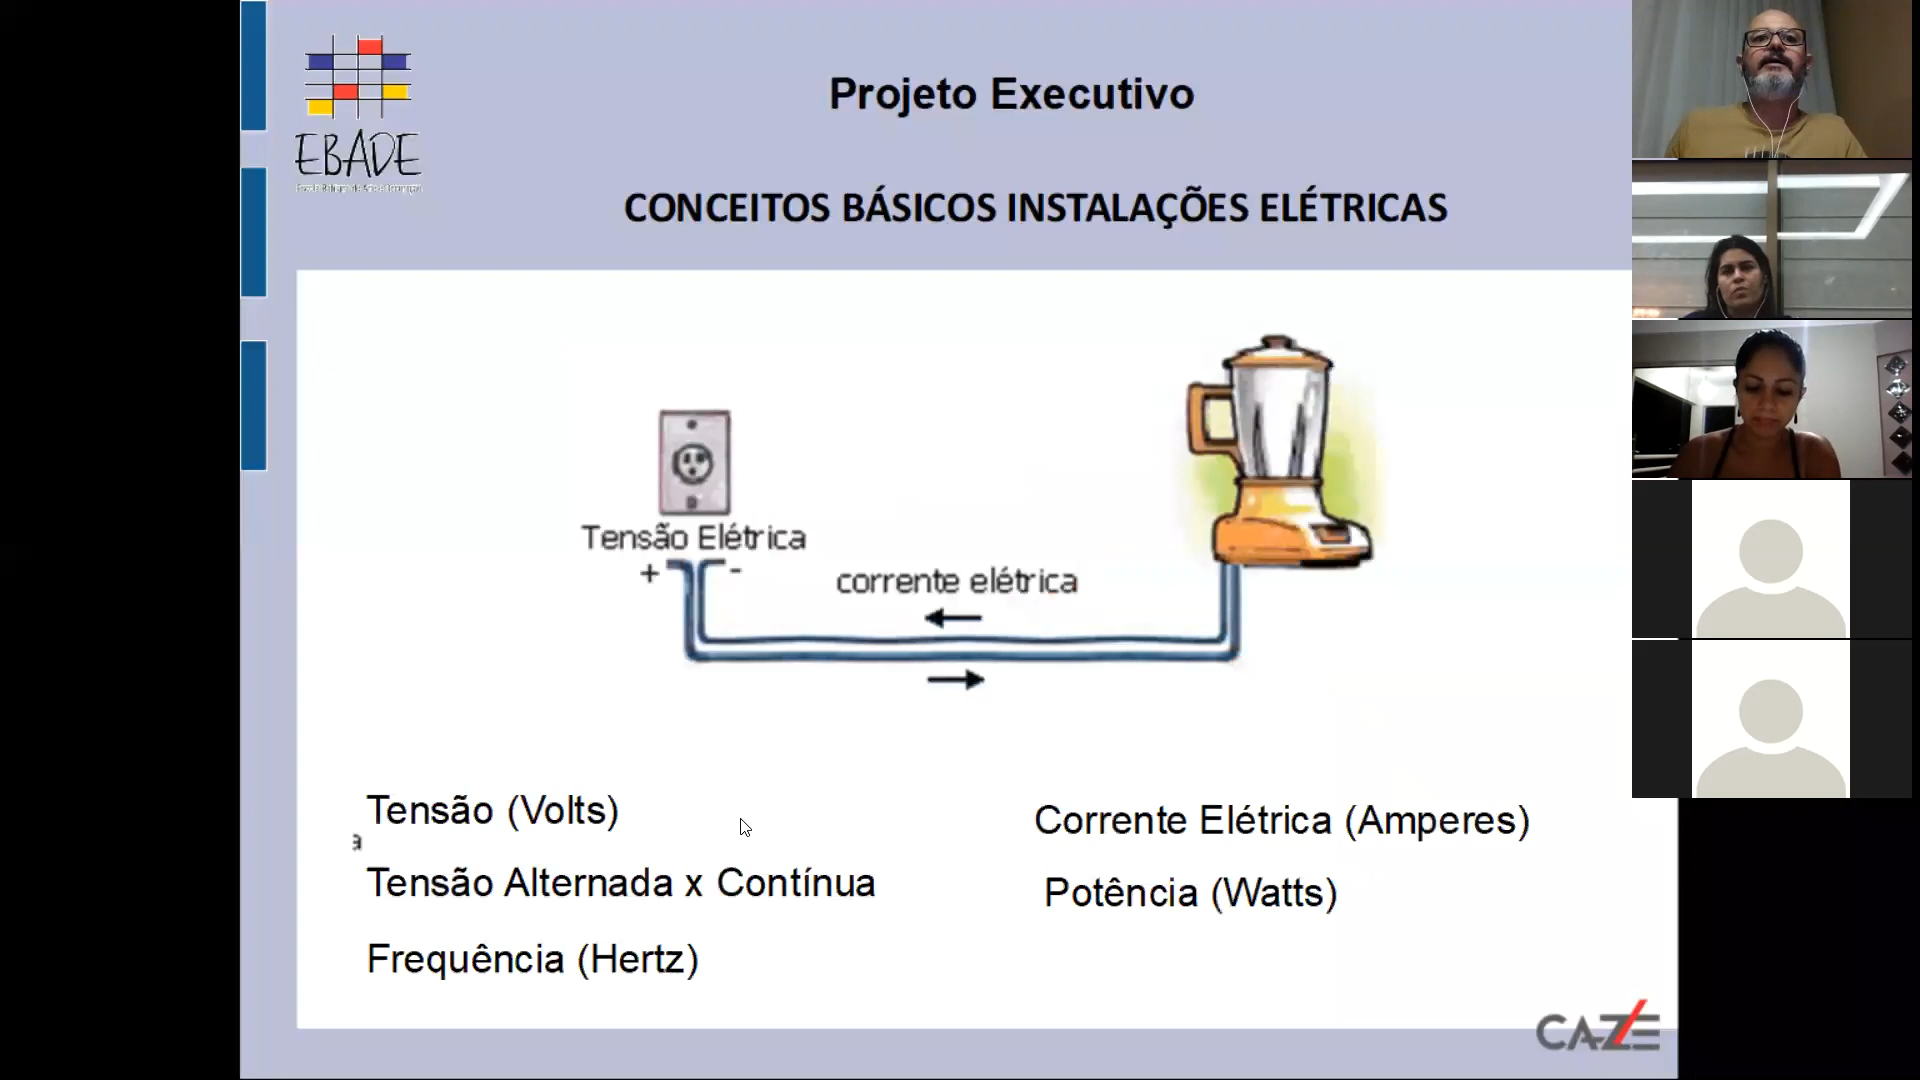 EBADE
Projeto Executivo
CONCEITOS BÁSICOS INSTALAÇÕES ELÉTRICAS
Tensão Elétrica
+ -
corrente elétrica
Tensão (Volts)
a
Tensão Alternada x Contínua
Frequência (Hertz)
Corrente Elétrica (Amperes)
Potência (Watts)
CAZE